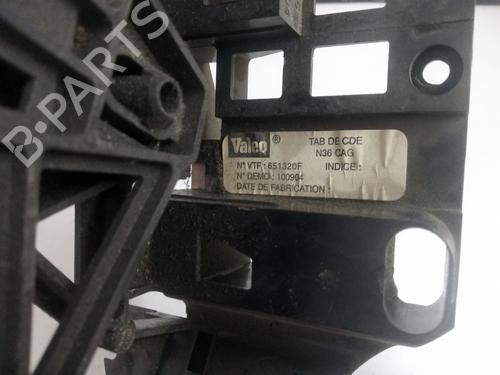 B-PARTS
Valeo ®
TAB DE CDE
N36 CAG
N° VTF : 651320F
INDICE :
N° DEMO : 100904
DATE DE FABRICATION :